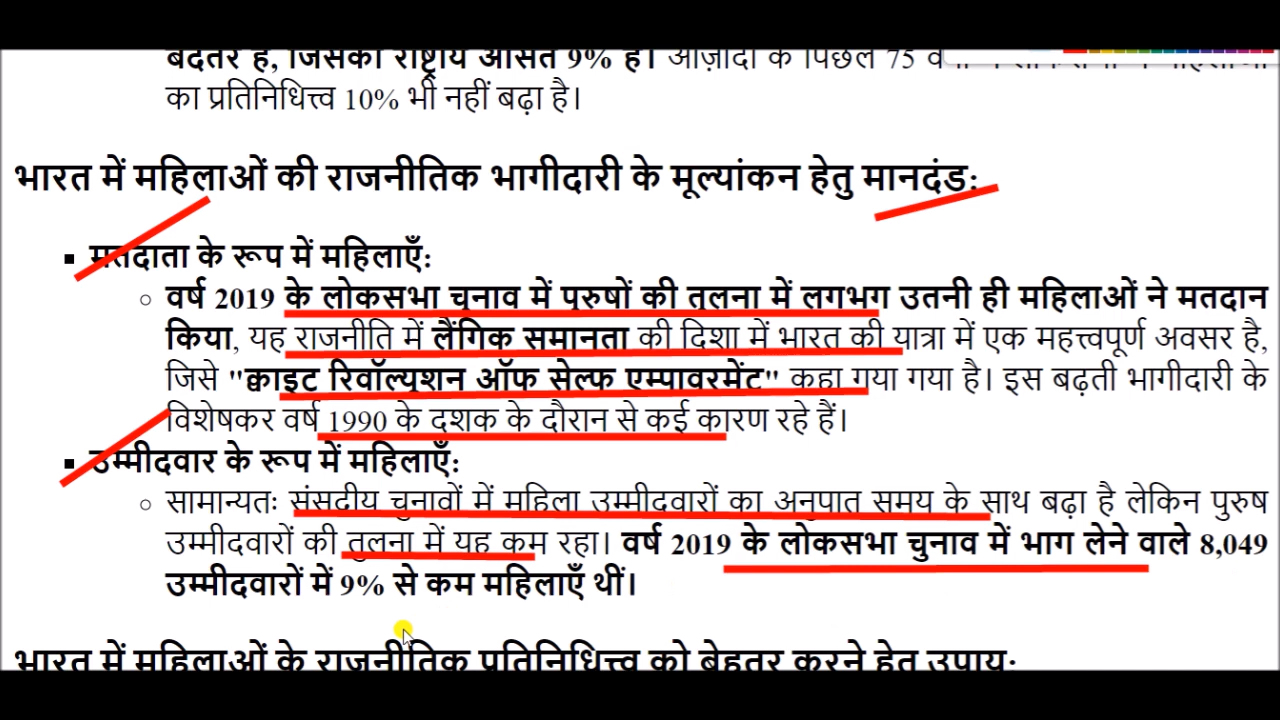 बदतर है, जिसका राष्ट्रीय औसत 9% है। आज़ादी के पिछले 75
का प्रतिनिधित्त्व 10% भी नहीं बढ़ा है।
भारत में महिलाओं की राजनीतिक भागीदारी के मूल्यांकन हेतु मानदंड:
▪ मतदाता के रूप में महिलाएँ:
○ वर्ष 2019 के लोकसभा चुनाव में पुरुषों की तुलना में लगभग उतनी ही महिलाओं ने मतदान
किया, यह राजनीति में लैंगिक समानता की दिशा में भारत की यात्रा में एक महत्त्वपूर्ण अवसर है,
जिसे "क्वाइट रिवॉल्यूशन ऑफ सेल्फ एम्पावरमेंट" कहा गया गया है। इस बढ़ती भागीदारी के
विशेषकर वर्ष 1990 के दशक के दौरान से कई कारण रहे हैं।
▪ उम्मीदवार के रूप में महिलाएँ:
○ सामान्यतः संसदीय चुनावों में महिला उम्मीदवारों का अनुपात समय के साथ बढ़ा है लेकिन पुरुष
उम्मीदवारों की तुलना में यह कम रहा। वर्ष 2019 के लोकसभा चुनाव में भाग लेने वाले 8,049
उम्मीदवारों में 9% से कम महिलाएँ थीं।
भारत में महिलाओं के राजनीतिक प्रतिनिधित्त्व को बेहतर करने हेतु उपाय: